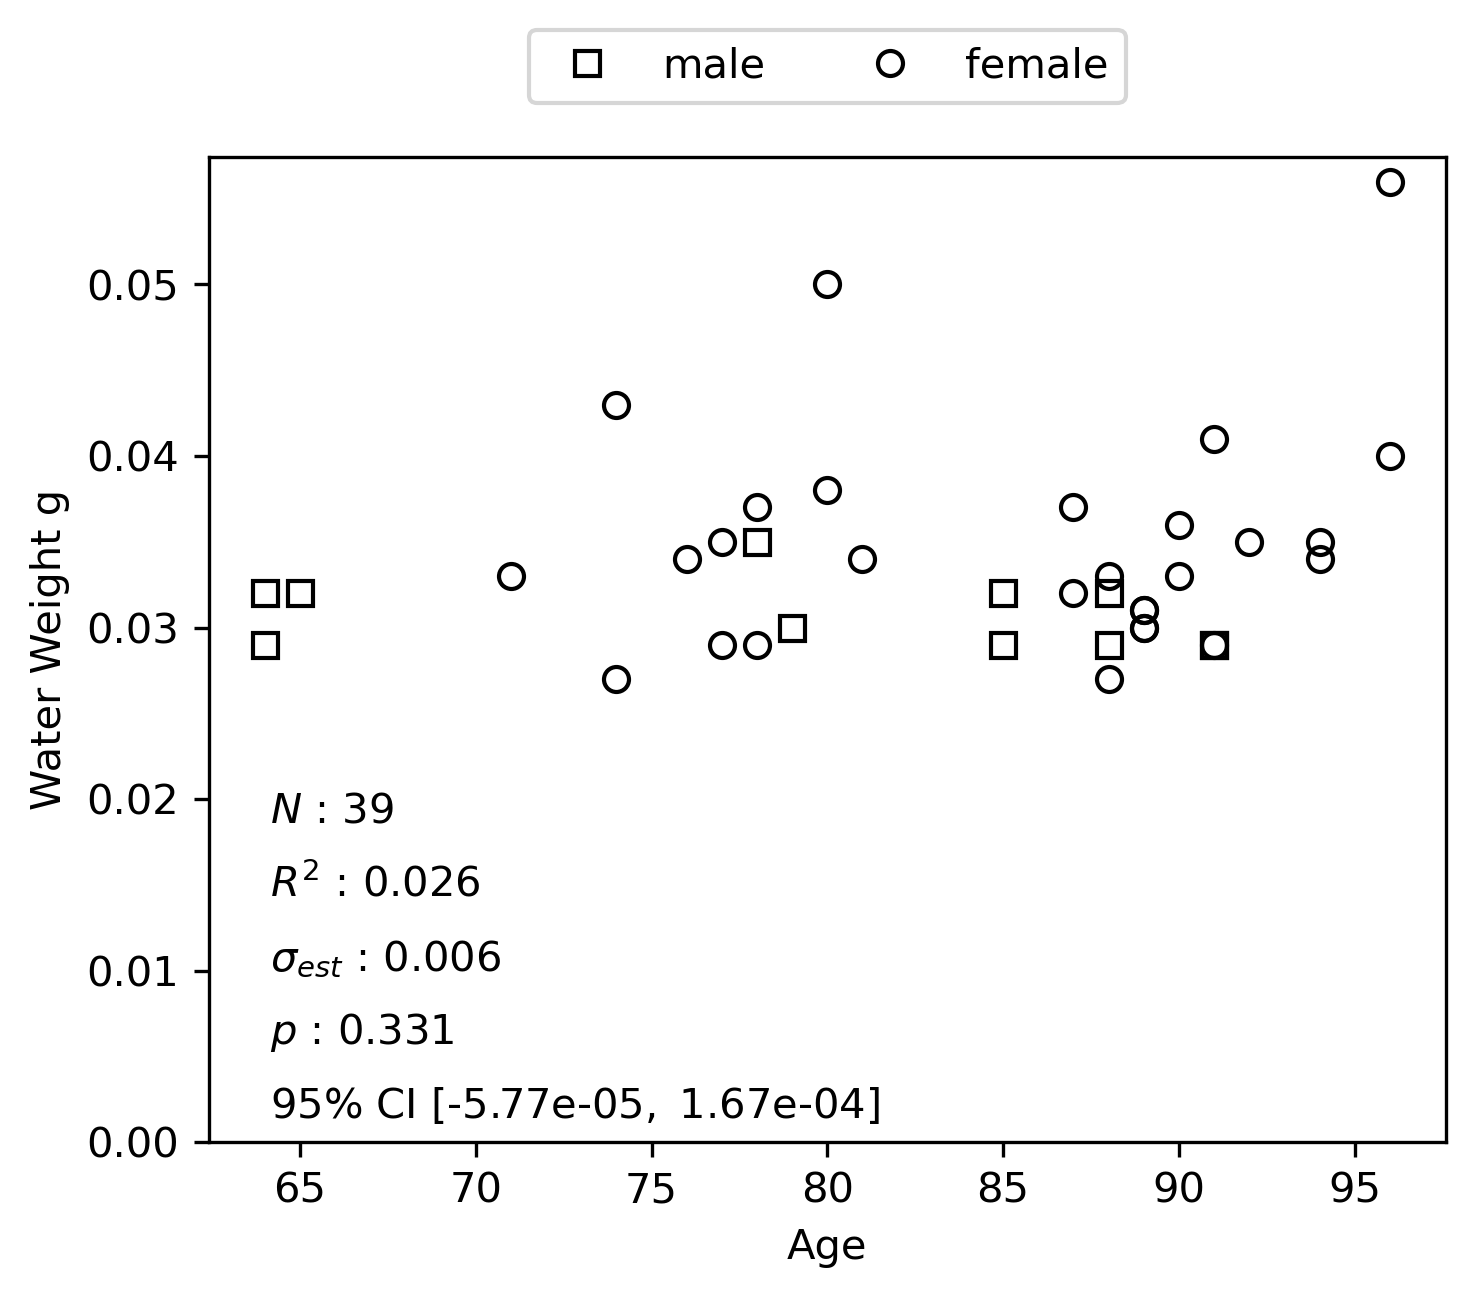 male female
0.05
0.04
0.03
0.02
0.01
0.00
Water Weight g
N : 39
R² : 0.026
σest : 0.006
p : 0.331
95% CI [-5.77e-05, 1.67e-04]
65 70 75 80 85 90 95
Age